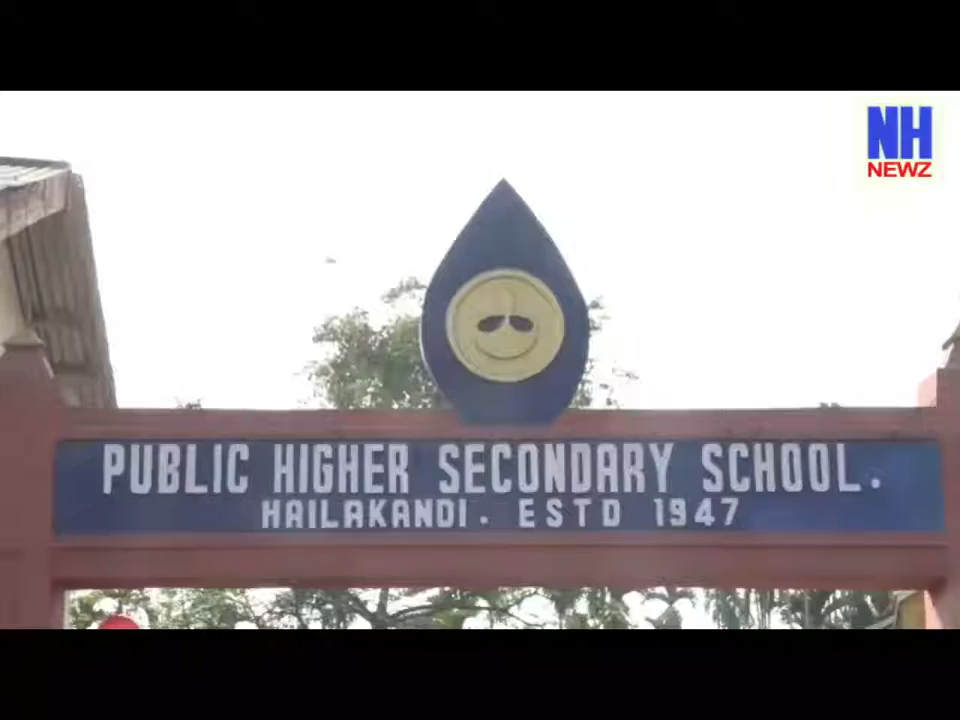 NH
NEWZ
PUBLIC HIGHER SECONDARY SCHOOL.
HAILAKANDI. ESTD 1947